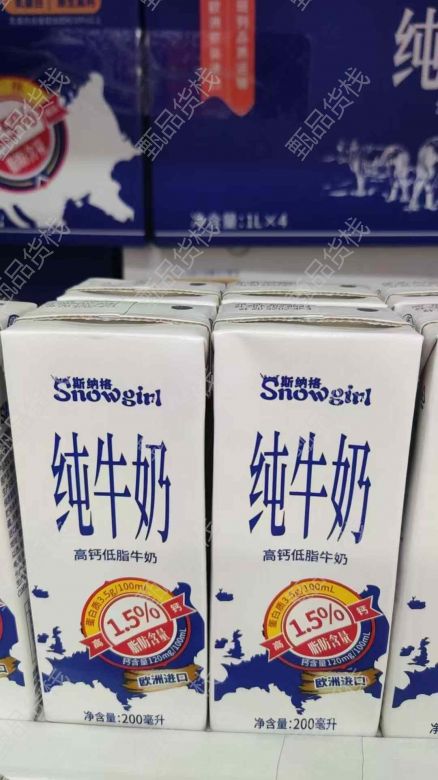 纯
净含量:1L×4
斯纳格
Snowgirl
纯牛奶
高钙低脂牛奶
蛋白质3.5g/100mL
高 1.5% 钙
脂肪含量
钙含量120mg/100mL
欧洲进口
净含量:200毫升
斯纳格
Snowgirl
纯牛奶
高钙低脂牛奶
蛋白质3.5g/100mL
高 1.5% 钙
脂肪含量
钙含量120mg/100mL
欧洲进口
净含量:200毫升
甄品货栈